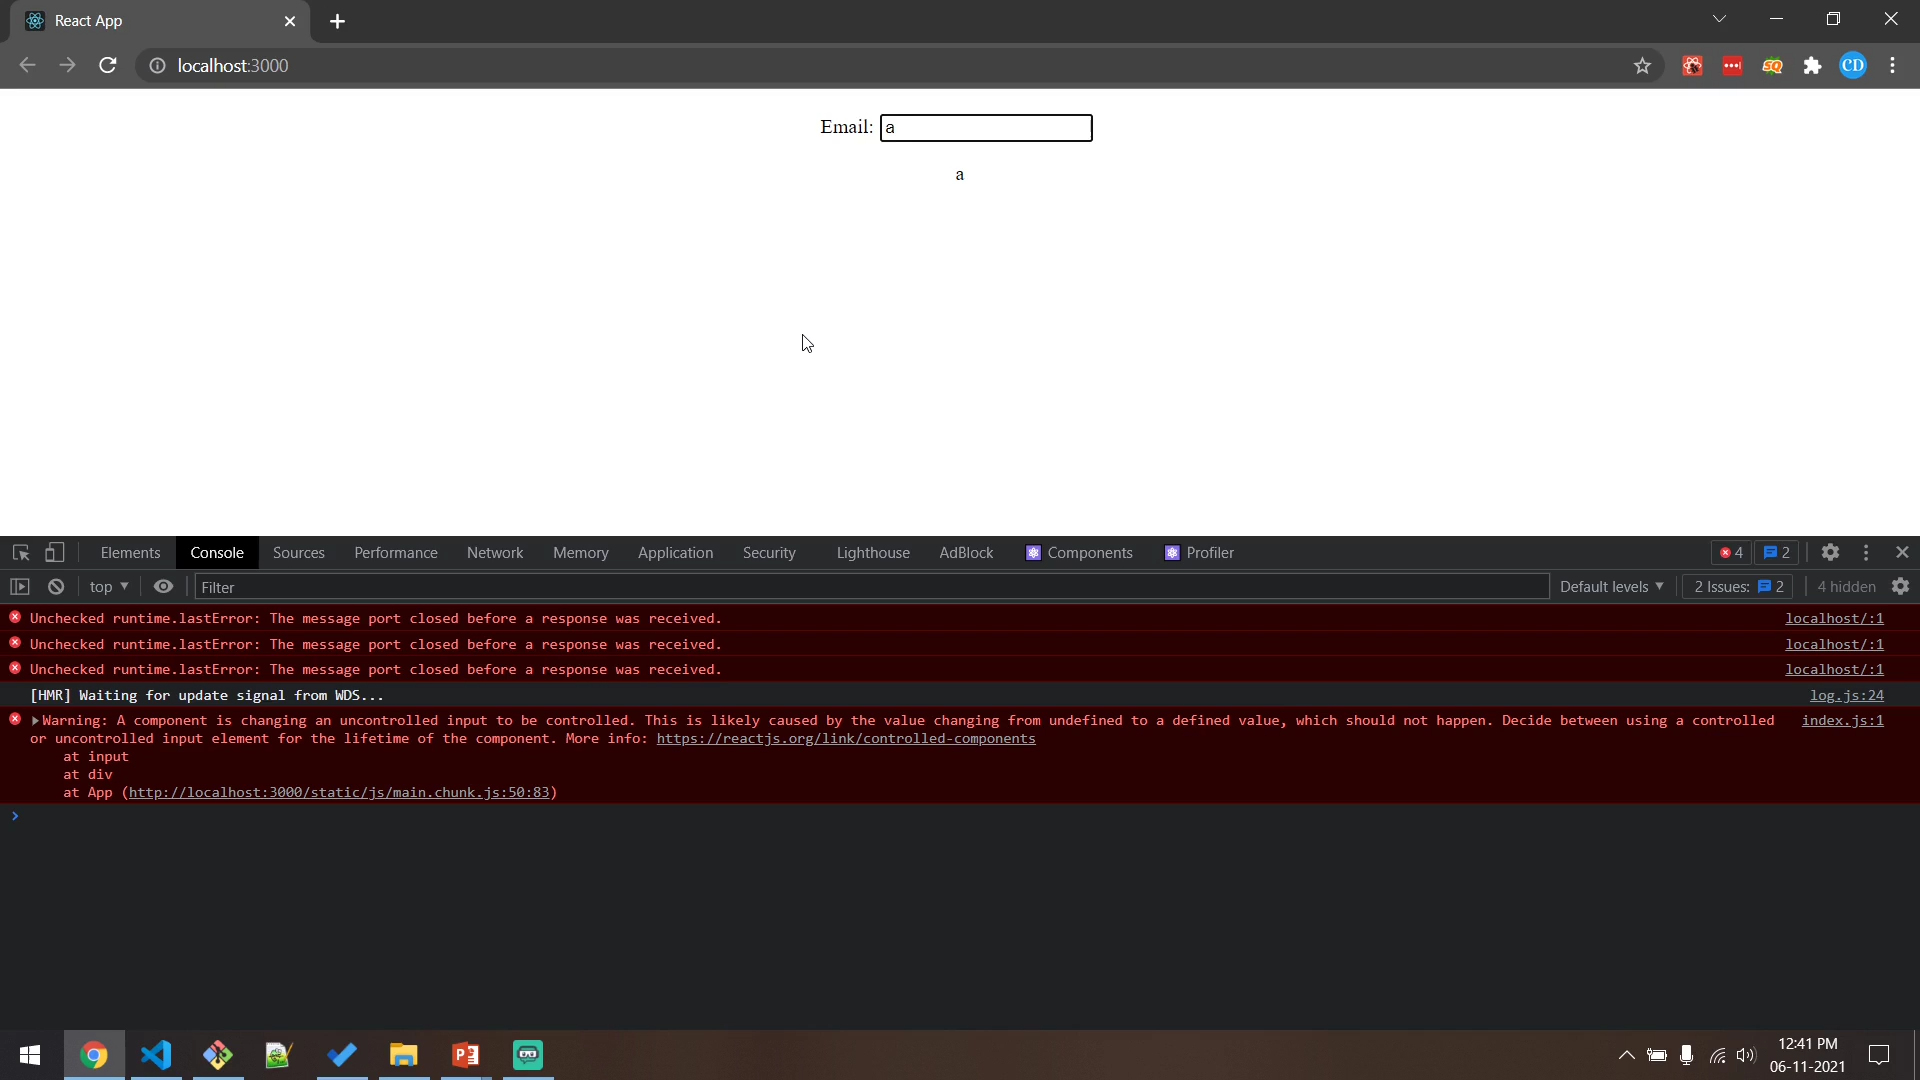 React App
localhost:3000
CD
Email: a
a
Elements Console Sources Performance Network Memory Application Security Lighthouse AdBlock Components Profiler 4 2
top Filter Default levels 2 Issues: 2 4 hidden
Unchecked runtime.lastError: The message port closed before a response was received. localhost/:1
Unchecked runtime.lastError: The message port closed before a response was received. localhost/:1
Unchecked runtime.lastError: The message port closed before a response was received. localhost/:1
[HMR] Waiting for update signal from WDS... log.js:24
Warning: A component is changing an uncontrolled input to be controlled. This is likely caused by the value changing from undefined to a defined value, which should not happen. Decide between using a controlled index.js:1
or uncontrolled input element for the lifetime of the component. More info: https://reactjs.org/link/controlled-components
at input
at div
at App (http://localhost:3000/static/js/main.chunk.js:50:83)
12:41 PM
06-11-2021